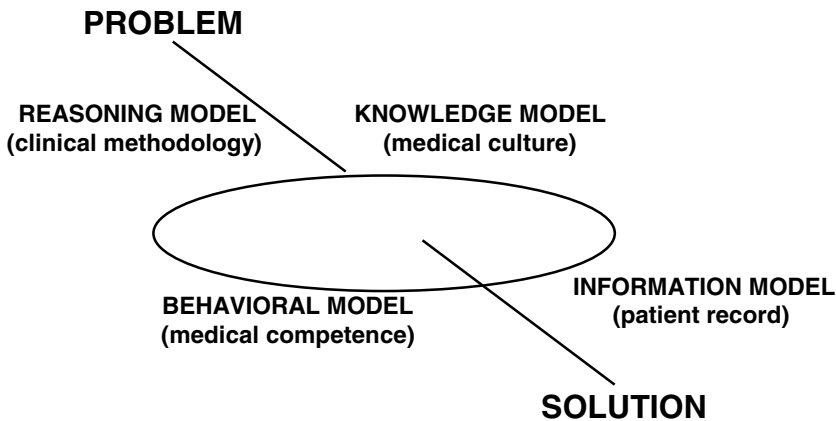 PROBLEM
REASONING MODEL
(clinical methodology)
KNOWLEDGE MODEL
(medical culture)
BEHAVIORAL MODEL
(medical competence)
INFORMATION MODEL
(patient record)
SOLUTION